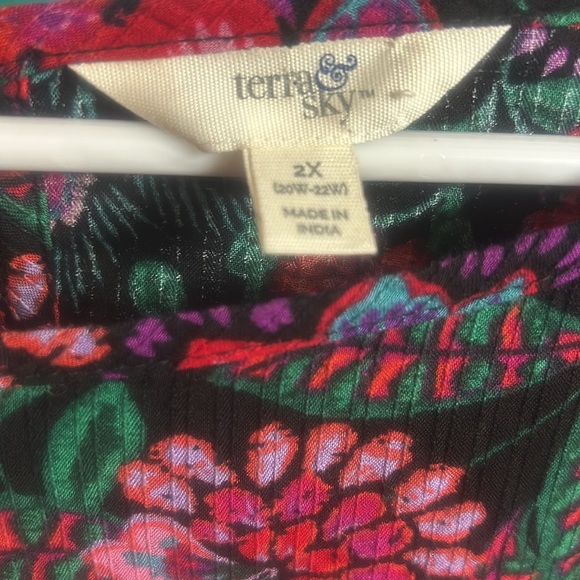 terra &
sky™
2X
(20W-22W)
MADE IN
INDIA